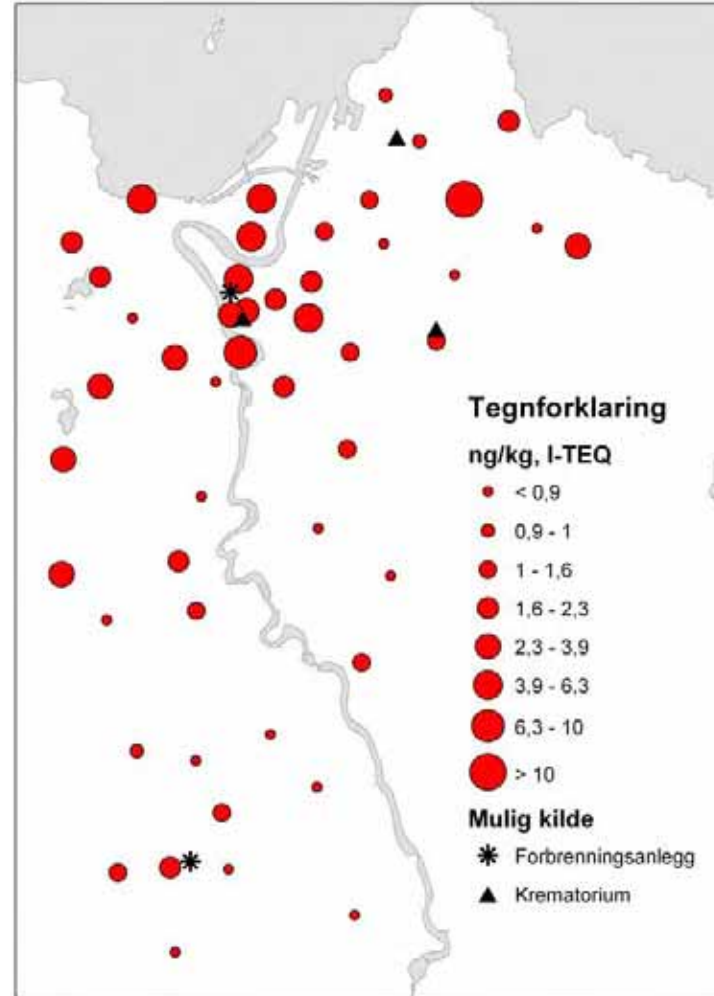 Tegnforklaring
ng/kg, I-TEQ
< 0,9
0,9 - 1
1 - 1,6
1,6 - 2,3
2,3 - 3,9
3,9 - 6,3
6,3 - 10
> 10
Mulig kilde
Forbrenningsanlegg
Krematorium